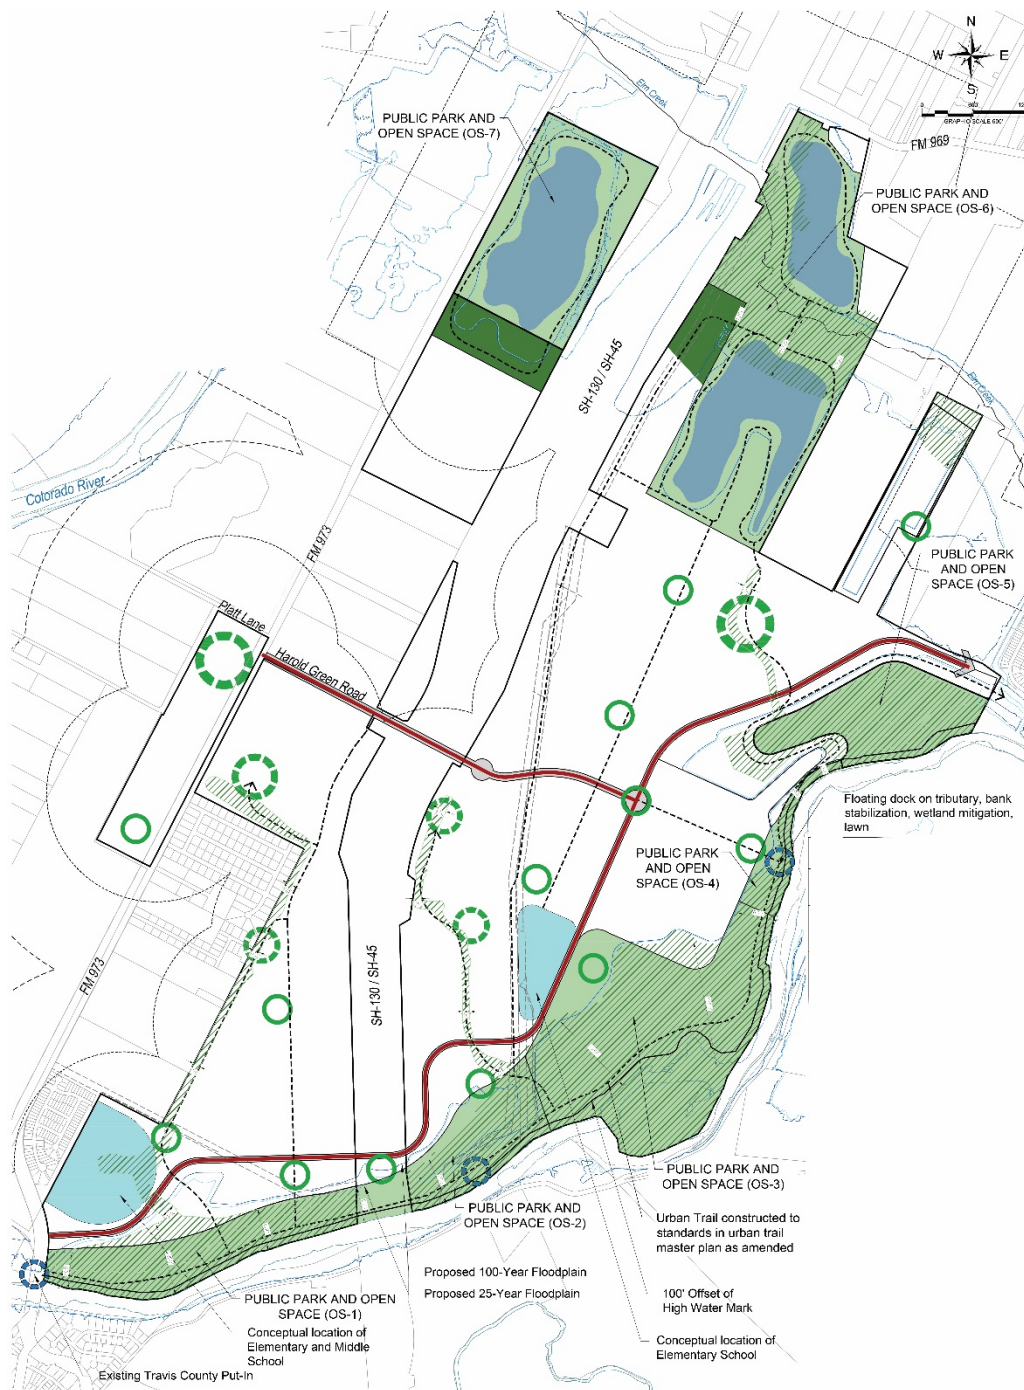 N
W
E
S
GRAPHIC SCALE 600'
FM 969
Elm Creek
PUBLIC PARK AND
OPEN SPACE (OS-7)
PUBLIC PARK AND
OPEN SPACE (OS-6)
SH-130 / SH-45
Elm Creek
Colorado River
FM 973
PUBLIC PARK
AND OPEN
SPACE (OS-5)
Platt Lane
Harold Green Road
Floating dock on tributary, bank
stabilization, wetland mitigation,
lawn
PUBLIC PARK
AND OPEN
SPACE (OS-4)
FM 973
SH-130 / SH-45
PUBLIC PARK AND
OPEN SPACE (OS-3)
PUBLIC PARK AND
OPEN SPACE (OS-2)
Urban Trail constructed to
standards in urban trail
master plan as amended
Proposed 100-Year Floodplain
Proposed 25-Year Floodplain
100' Offset of
High Water Mark
PUBLIC PARK AND OPEN
SPACE (OS-1)
Conceptual location of
Elementary and Middle
School
Conceptual location of
Elementary School
Existing Travis County Put-In